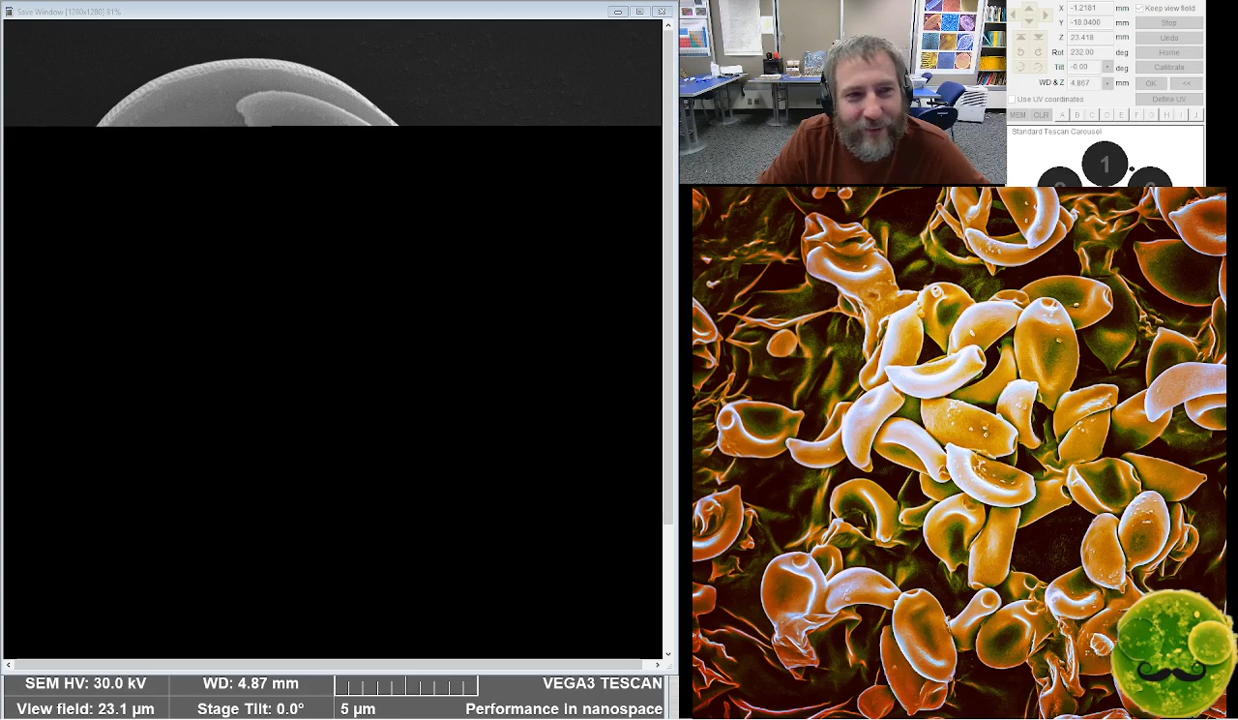 Save Window [1280x1280] 81%
SEM HV: 30.0 kV
WD: 4.87 mm
VEGA3 TESCAN
View field: 23.1 µm
Stage Tilt: 0.0°
5 µm
Performance in nanospace
X
-1.2181
mm
Keep view field
Y
-18.0400
mm
Stop
Z
23.418
mm
Undo
Rot
232.00
deg
Home
Tilt
-0.00
deg
Calibrate
WD & Z
4.867
mm
OK
<<
Use UV coordinates
Define UV
MEM
CLR
A
B
C
D
E
F
G
H
I
J
Standard Tescan Carousel
1